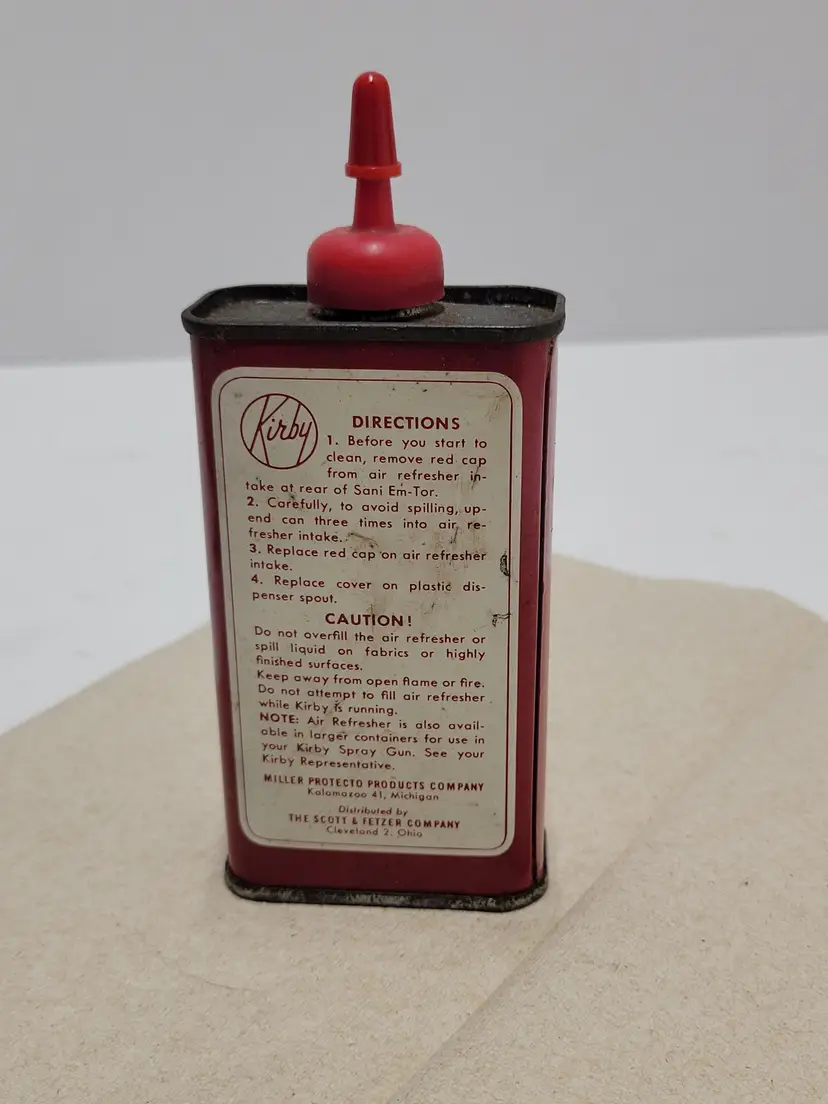 Kirby
DIRECTIONS
1. Before you start to
clean, remove red cap
from air refresher in-
take at rear of Sani Em-Tor.
2. Carefully, to avoid spilling, up-
end can three times into air re-
fresher intake.
3. Replace red cap on air refresher
intake.
4. Replace cover on plastic dis-
penser spout.
CAUTION!
Do not overfill the air refresher or
spill liquid on fabrics or highly
finished surfaces.
Keep away from open flame or fire.
Do not attempt to fill air refresher
while Kirby is running.
NOTE: Air Refresher is also avail-
able in larger containers for use in
your Kirby Spray Gun. See your
Kirby Representative.
MILLER PROTECTO PRODUCTS COMPANY
Kalamazoo 41, Michigan
Distributed by
THE SCOTT & FETZER COMPANY
Cleveland 2, Ohio